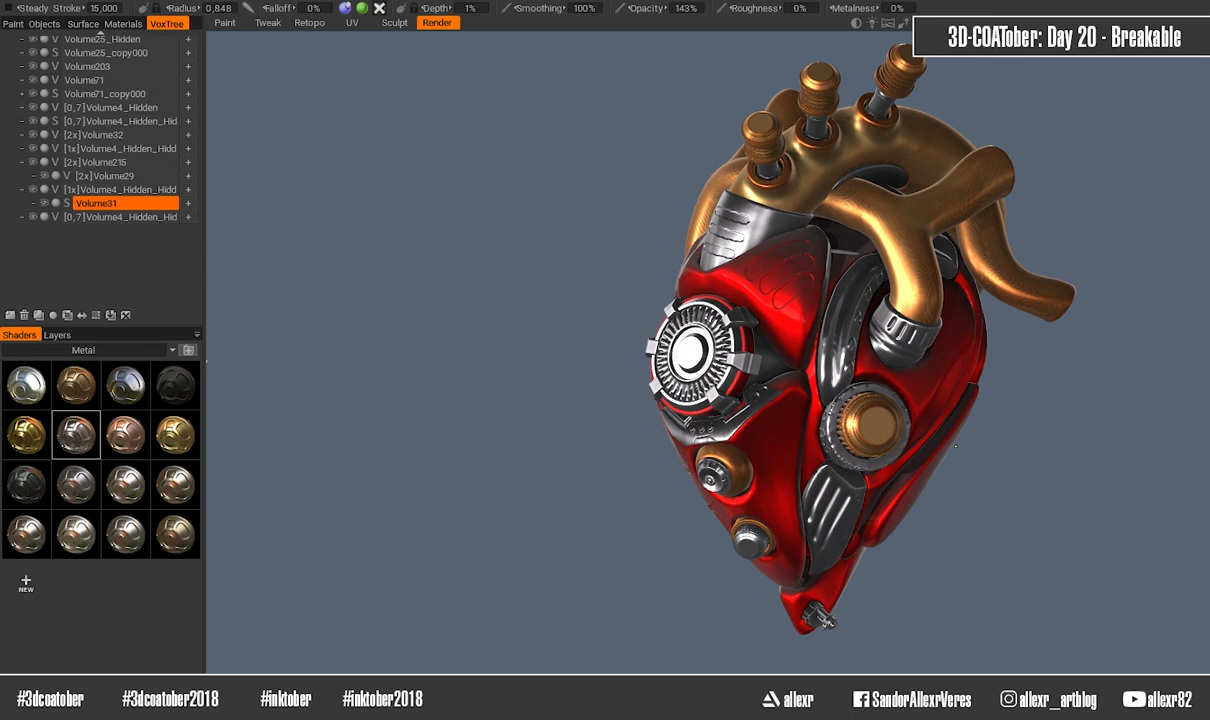 Steady Stroke 15,000 Radius 0,848 Falloff 0% Depth 1% Smoothing 100% Opacity 143% Roughness 0% Metalness 0%
Paint Objects Surface Materials VoxTree Paint Tweak Retopo UV Sculpt Render
3D-COATober: Day 20 - Breakable
V Volume25_Hidden +
S Volume25_copy000 +
V Volume203 +
V Volume71 +
S Volume71_copy000 +
V [0,7]Volume4_Hidden +
S [0,7]Volume4_Hidden_Hid +
V [2x]Volume32 +
V [1x]Volume4_Hidden_Hidd +
V [2x]Volume215 +
V [2x]Volume29 +
V [1x]Volume4_Hidden_Hidd +
S Volume31 +
V [0,7]Volume4_Hidden_Hid +
Shaders Layers
Metal
+
NEW
#3dcoatober #3dcoatober2018 #inktober #inktober2018 allexr SandorAllexrVeres allexr_artblog allexr82